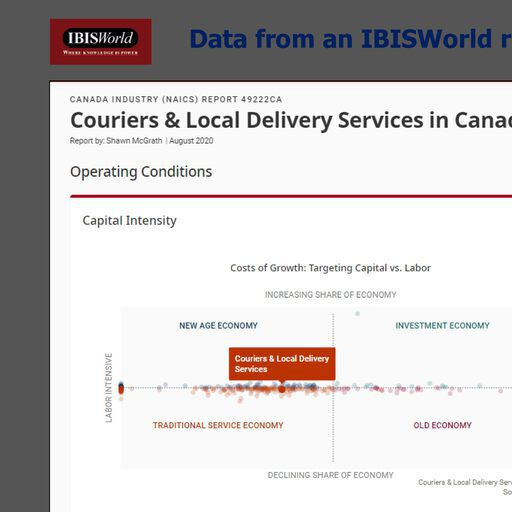 IBISWorld
WHERE KNOWLEDGE IS POWER
Data from an IBISWorld r
CANADA INDUSTRY (NAICS) REPORT 49222CA
Couriers & Local Delivery Services in Canad
Report by: Shawn McGrath | August 2020
Operating Conditions
Capital Intensity
Costs of Growth: Targeting Capital vs. Labor
INCREASING SHARE OF ECONOMY
NEW AGE ECONOMY
INVESTMENT ECONOMY
Couriers & Local Delivery
Services
LABOR INTENSIVE
TRADITIONAL SERVICE ECONOMY
OLD ECONOMY
DECLINING SHARE OF ECONOMY
Couriers & Local Delivery Serv
So